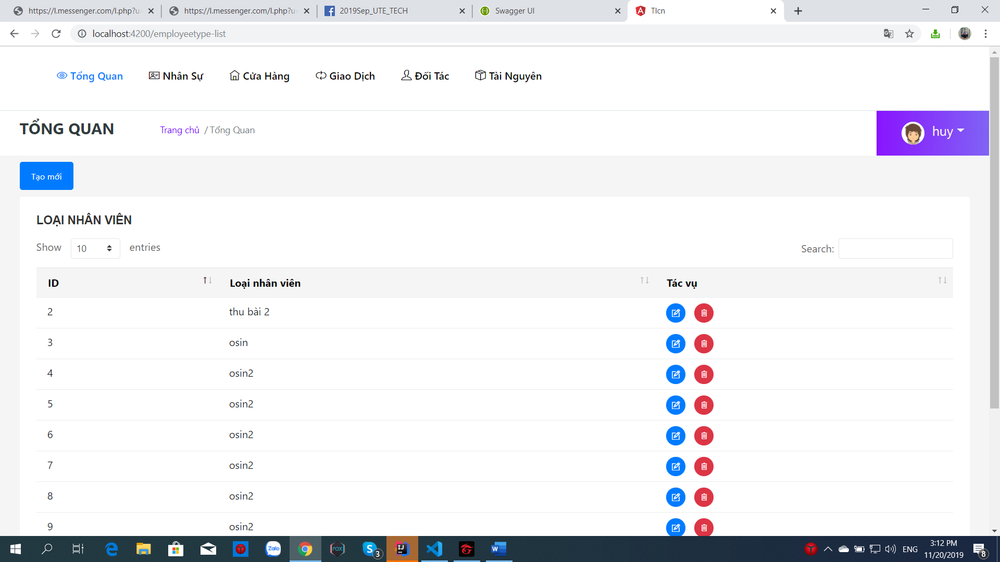 https://l.messenger.com/l.php?u=
https://l.messenger.com/l.php?u=
2019Sep_UTE_TECH
Swagger UI
Tlcn
localhost:4200/employeetype-list
Tổng Quan
Nhân Sự
Cửa Hàng
Giao Dịch
Đối Tác
Tài Nguyên
TỔNG QUAN
Trang chủ / Tổng Quan
huy
Tạo mới
LOẠI NHÂN VIÊN
Show 10 entries
Search:
ID Loại nhân viên Tác vụ
2 thu bài 2
3 osin
4 osin2
5 osin2
6 osin2
7 osin2
8 osin2
9 osin2
Zalo
nox
S 3
IJ
W
ENG
3:12 PM
11/20/2019
8